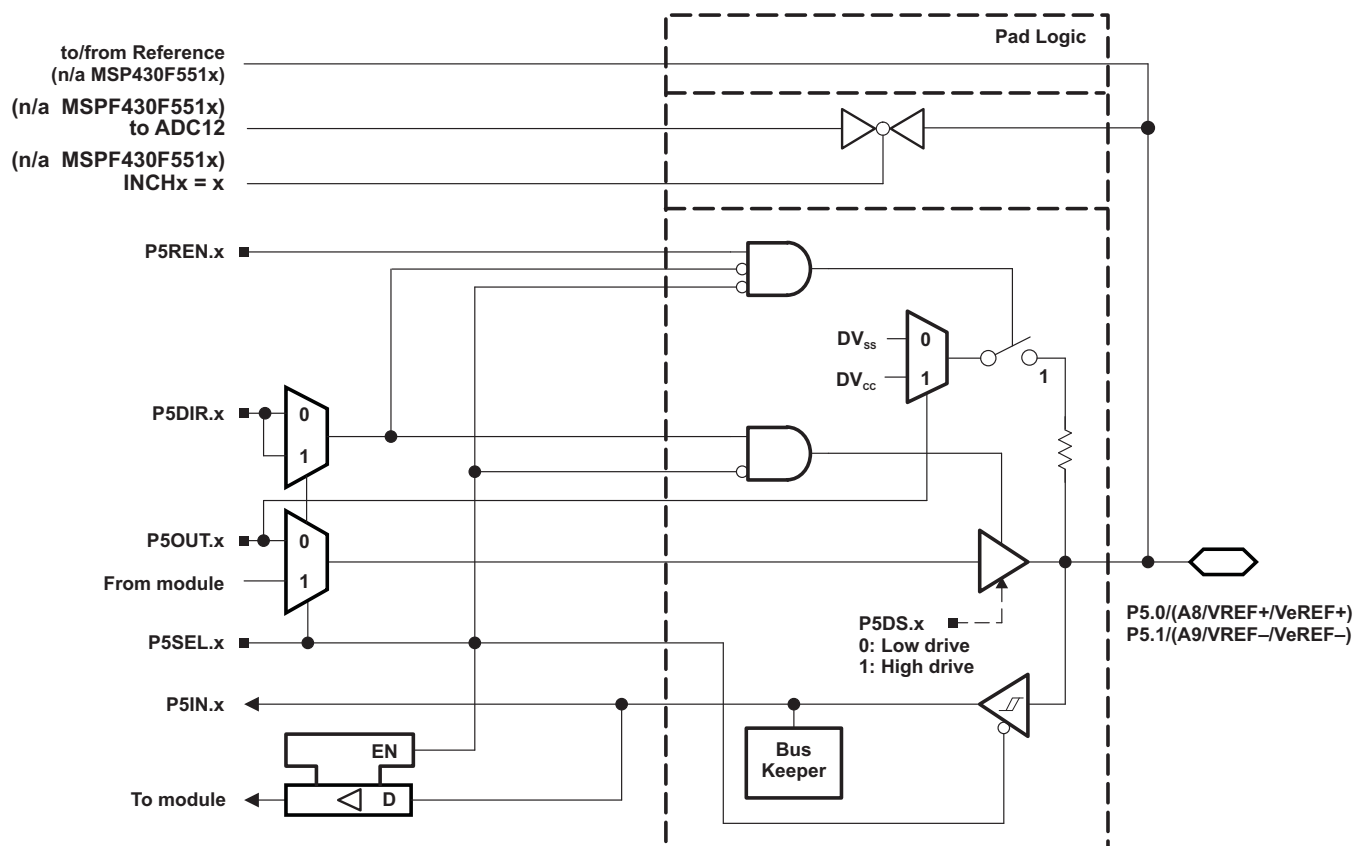 Pad Logic
to/from Reference
(n/a MSP430F551x)
(n/a MSPF430F551x)
to ADC12
(n/a MSPF430F551x)
INCHx = x
P5REN.x
DVss
0
DVcc
1
1
P5DIR.x
0
1
P5OUT.x
0
From module
1
P5SEL.x
P5DS.x
0: Low drive
1: High drive
P5.0/(A8/VREF+/VeREF+)
P5.1/(A9/VREF–/VeREF–)
P5IN.x
Bus
Keeper
EN
To module
D